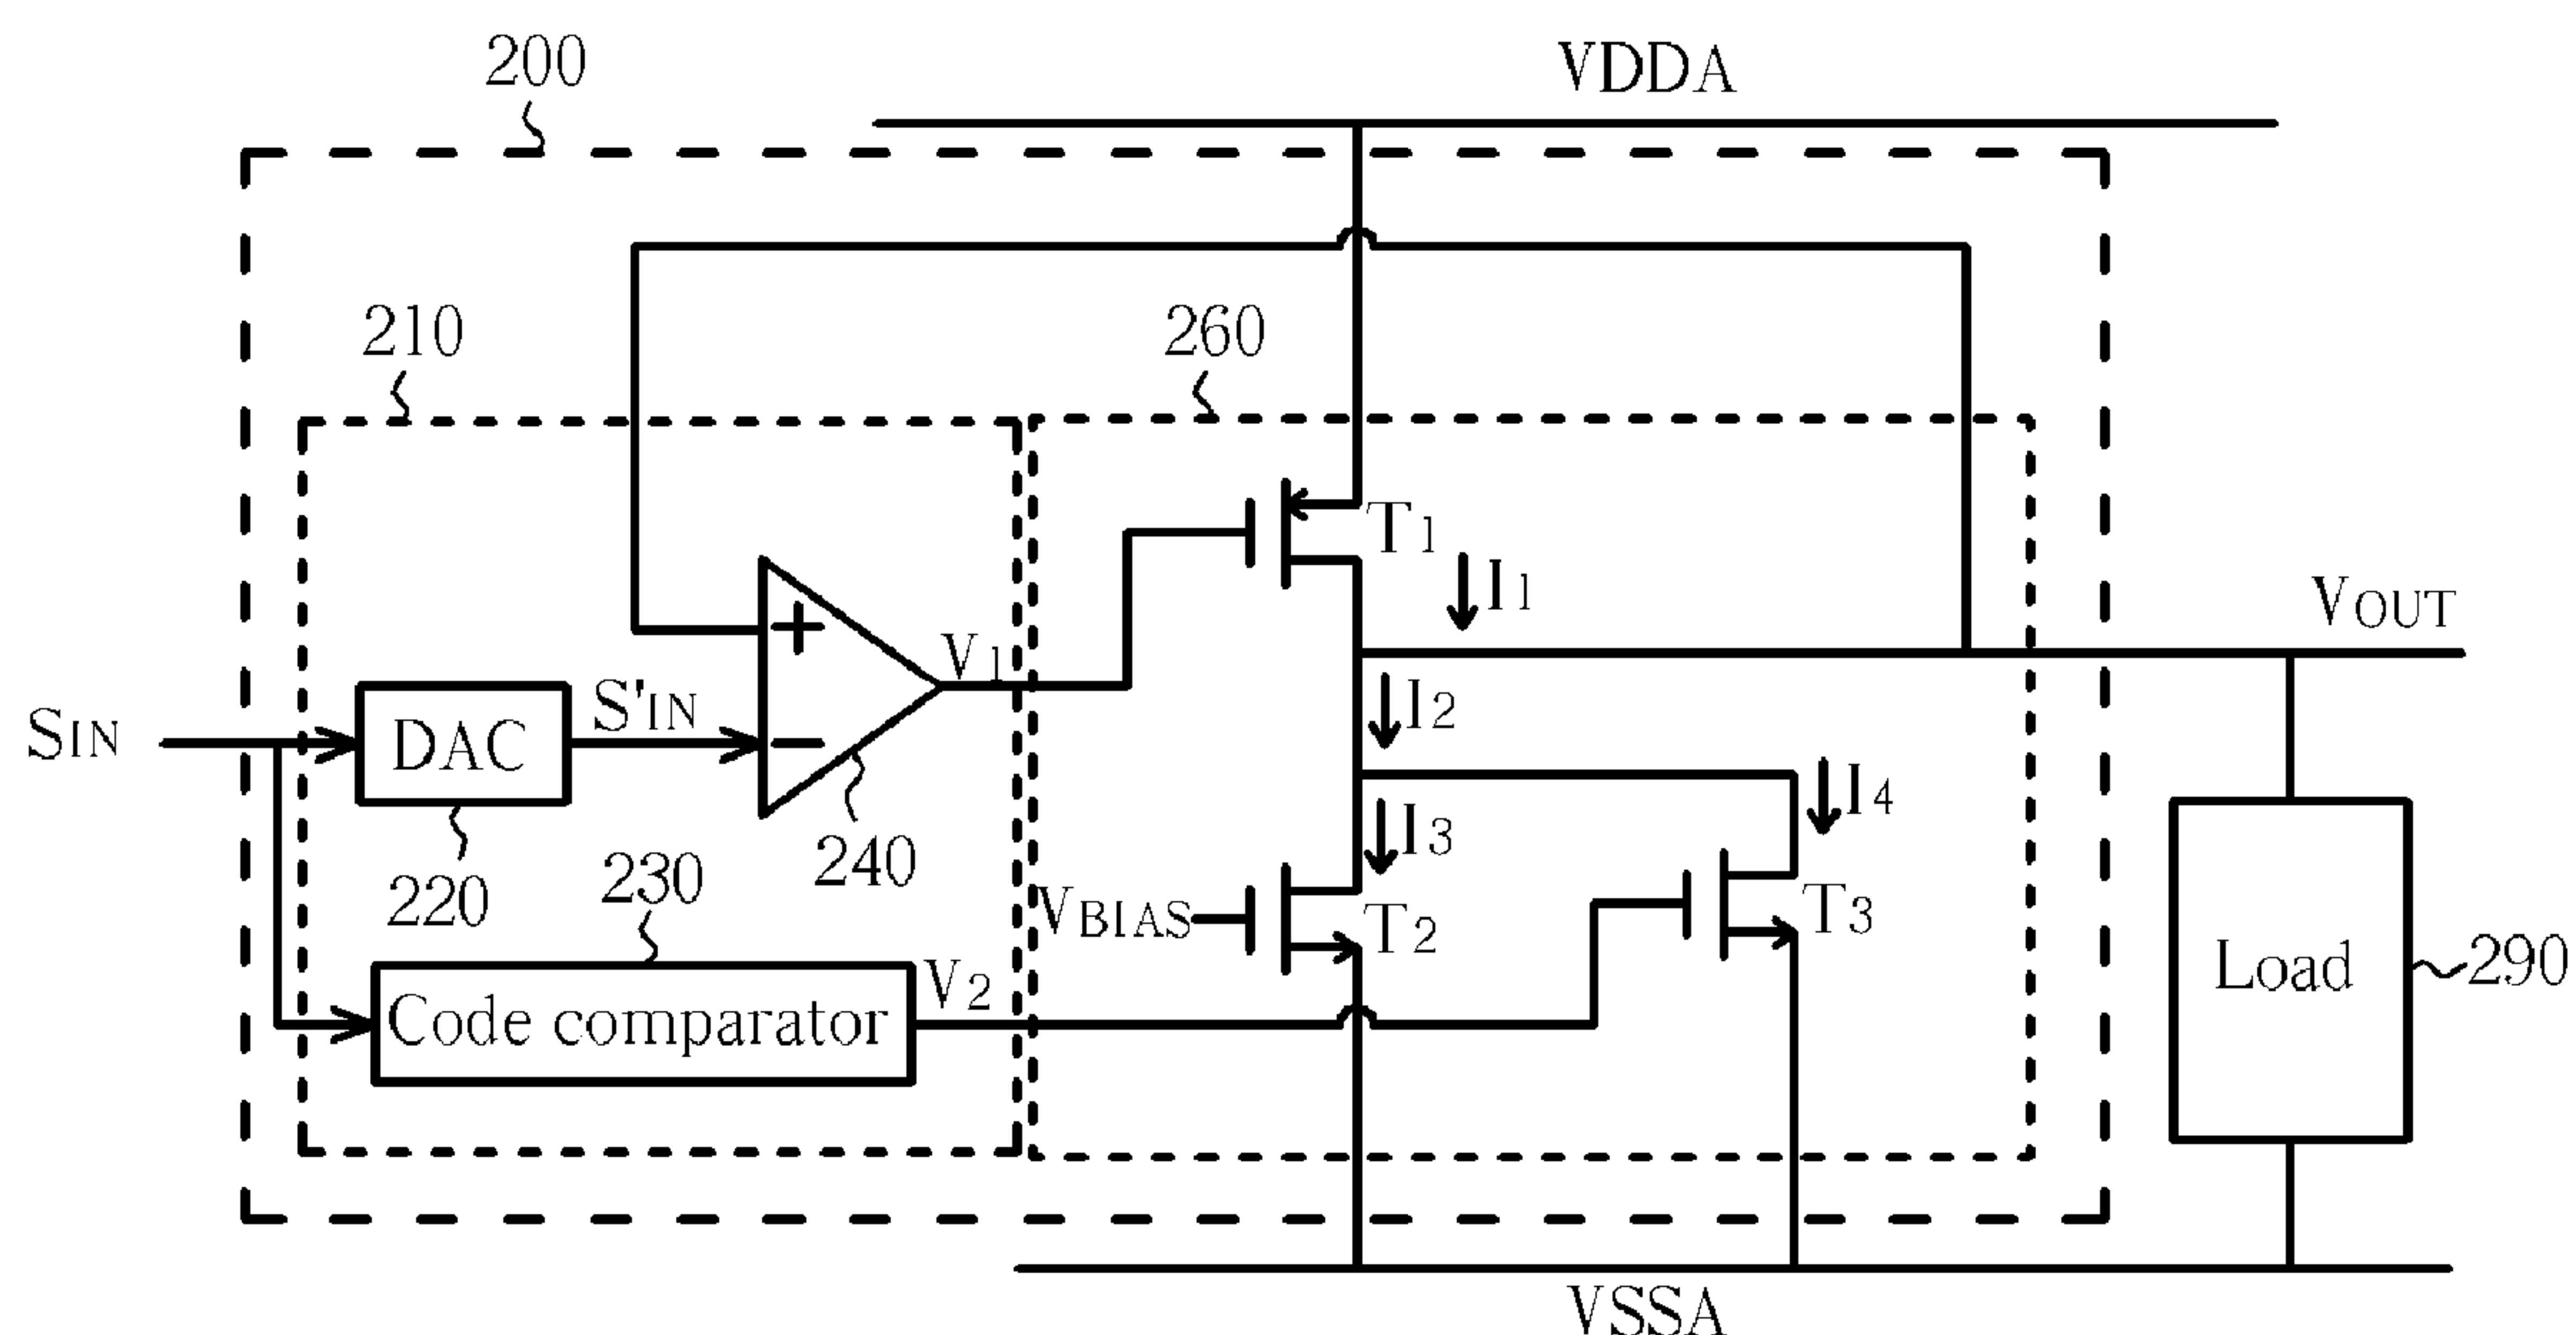 200
VDDA
210
260
T1
I1
VOUT
V1
+
SIN
DAC
S'IN
−
I2
I4
220
230
240
I3
VBIAS
T2
T3
Load
290
Code comparator
V2
VSSA